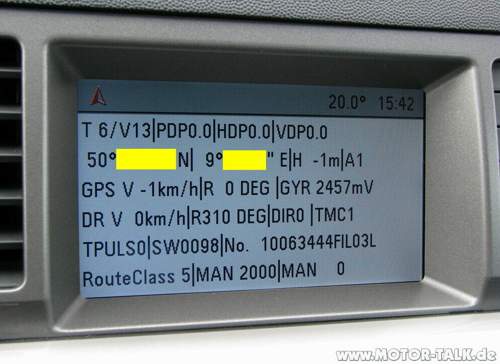 20.0° 15:42
T 6/V13|PDP0.0|HDP0.0|VDP0.0
50° N| 9° " E|H -1m|A1
GPS V -1km/h|R 0 DEG|GYR 2457mV
DR V 0km/h|R310 DEG|DIR0|TMC1
TPULS0|SW0098|No. 10063444FIL03L
RouteClass 5|MAN 2000|MAN 0
www.MOTOR-TALK.de